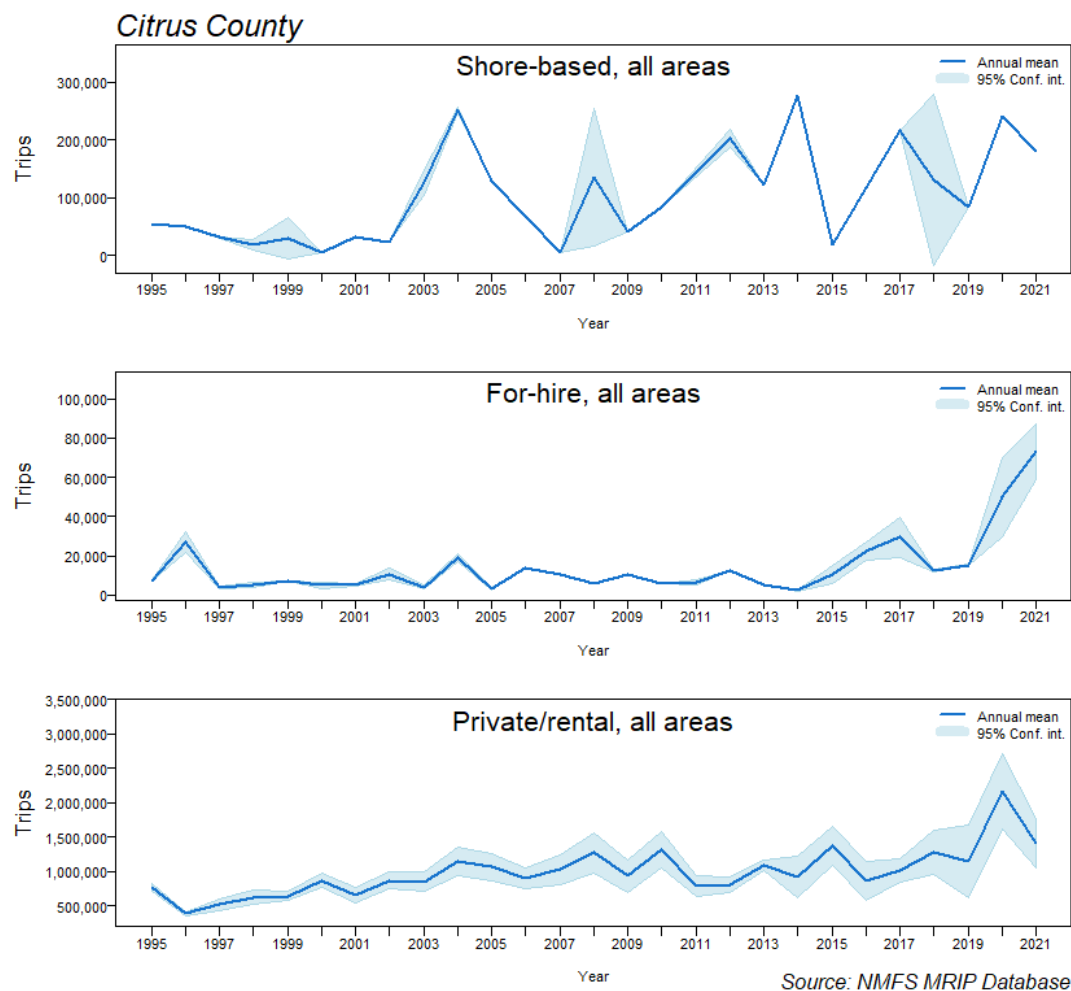 Citrus County
Shore-based, all areas
Annual mean
95% Conf. int.
Trips
300,000
200,000
100,000
0
1995 1997 1999 2001 2003 2005 2007 2009 2011 2013 2015 2017 2019 2021
Year
For-hire, all areas
Annual mean
95% Conf. int.
Trips
100,000
80,000
60,000
40,000
20,000
0
1995 1997 1999 2001 2003 2005 2007 2009 2011 2013 2015 2017 2019 2021
Year
Private/rental, all areas
Annual mean
95% Conf. int.
Trips
3,500,000
3,000,000
2,500,000
2,000,000
1,500,000
1,000,000
500,000
1995 1997 1999 2001 2003 2005 2007 2009 2011 2013 2015 2017 2019 2021
Year
Source: NMFS MRIP Database